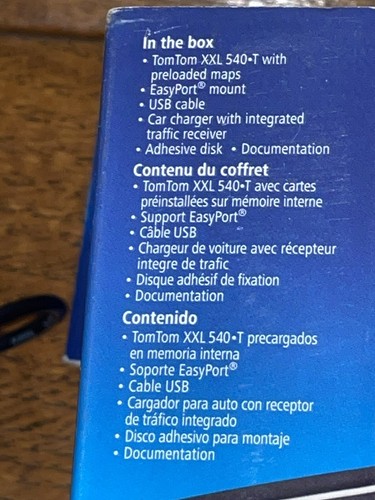 In the box
• TomTom XXL 540•T with
preloaded maps
• EasyPort® mount
• USB cable
• Car charger with integrated
traffic receiver
• Adhesive disk • Documentation
Contenu du coffret
• TomTom XXL 540•T avec cartes
préinstallées sur mémoire interne
• Support EasyPort®
• Câble USB
• Chargeur de voiture avec récepteur
integre de trafic
• Disque adhésif de fixation
• Documentation
Contenido
• TomTom XXL 540•T precargados
en memoria interna
• Soporte EasyPort®
• Cable USB
• Cargador para auto con receptor
de tráfico integrado
• Disco adhesivo para montaje
• Documentation